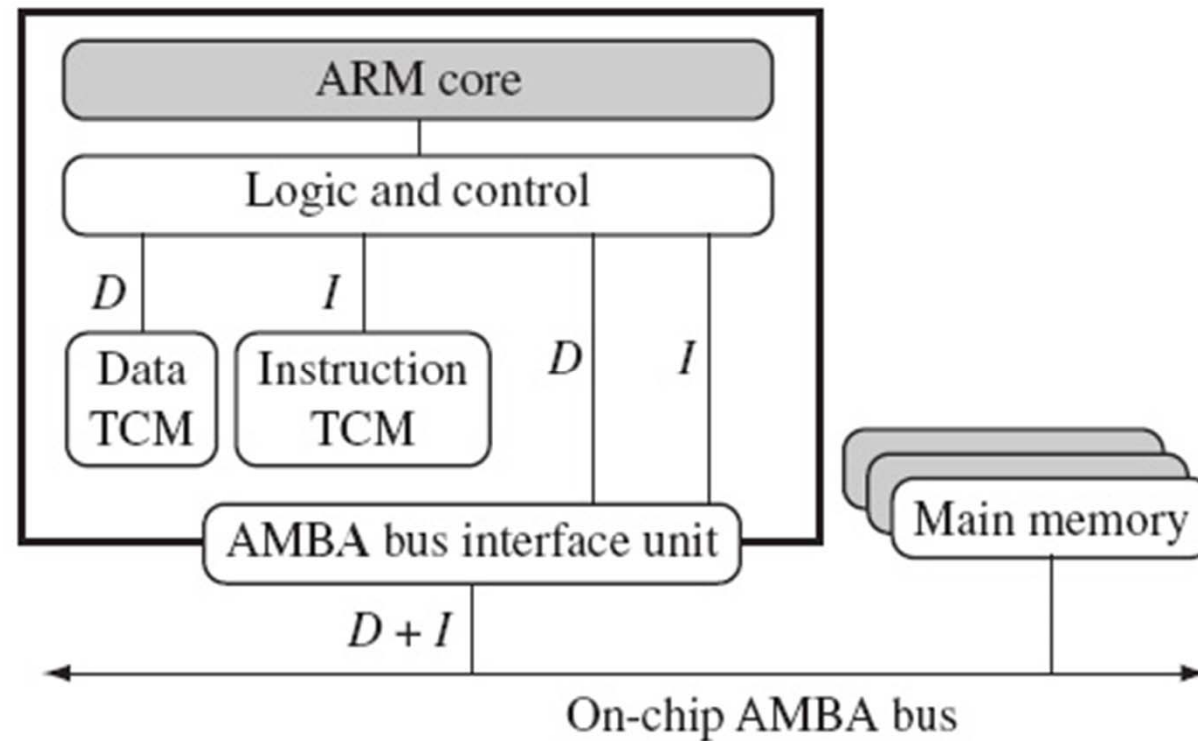 ARM core
Logic and control
D
I
Data
TCM
Instruction
TCM
D
I
Main memory
AMBA bus interface unit
D + I
On-chip AMBA bus